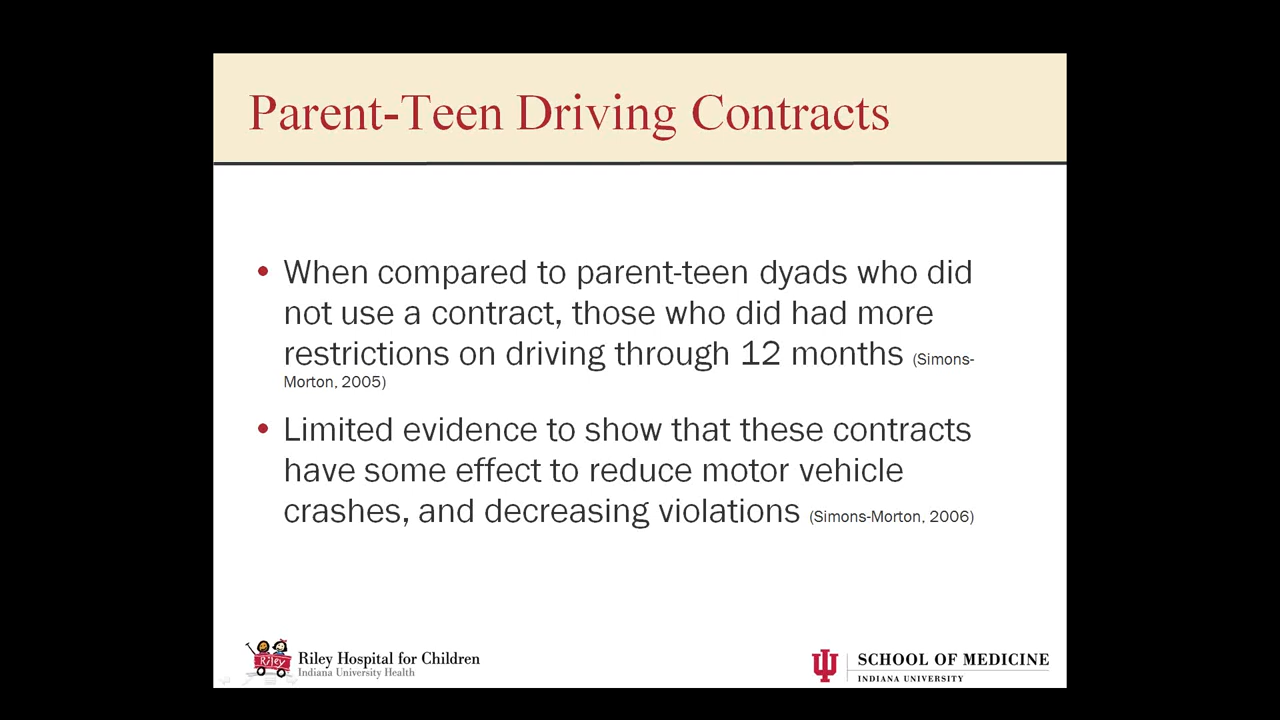 Parent-Teen Driving Contracts
• When compared to parent-teen dyads who did
not use a contract, those who did had more
restrictions on driving through 12 months (Simons-
Morton, 2005)
• Limited evidence to show that these contracts
have some effect to reduce motor vehicle
crashes, and decreasing violations (Simons-Morton, 2006)
Riley
Riley Hospital for Children
Indiana University Health
SCHOOL OF MEDICINE
INDIANA UNIVERSITY